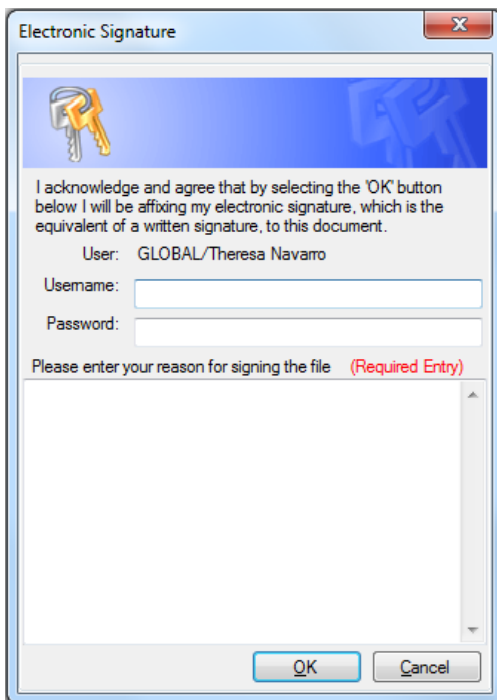 Electronic Signature
X
I acknowledge and agree that by selecting the 'OK' button
below I will be affixing my electronic signature, which is the
equivalent of a written signature, to this document.
User: GLOBAL/Theresa Navarro
Username:
Password:
Please enter your reason for signing the file (Required Entry)
OK Cancel